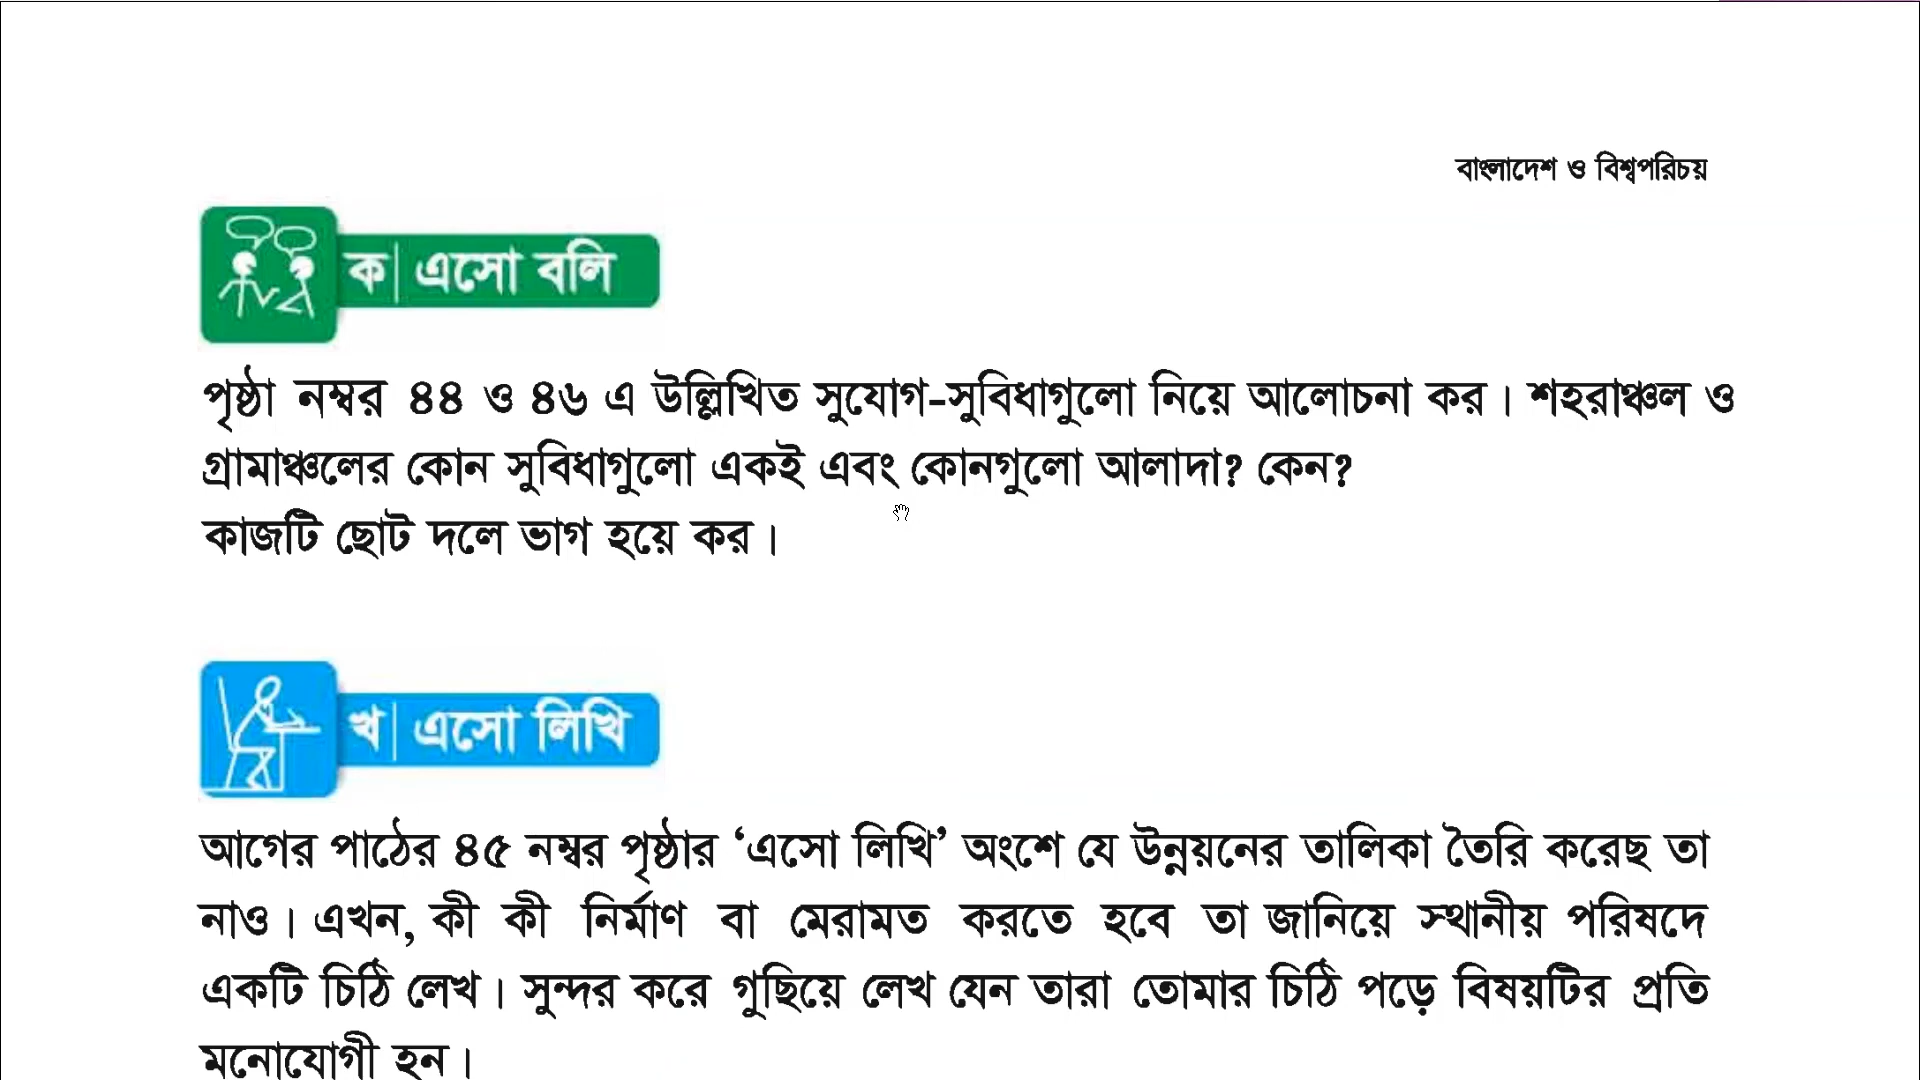 বাংলাদেশ ও বিশ্বপরিচয়
ক| এসো বলি
পৃষ্ঠা নম্বর ৪৪ ও ৪৬ এ উল্লিখিত সুযোগ-সুবিধাগুলো নিয়ে আলোচনা কর। শহরাঞ্চল ও
গ্রামাঞ্চলের কোন সুবিধাগুলো একই এবং কোনগুলো আলাদা? কেন?
কাজটি ছোট দলে ভাগ হয়ে কর।
খ| এসো লিখি
আগের পাঠের ৪৫ নম্বর পৃষ্ঠার ‘এসো লিখি’ অংশে যে উন্নয়নের তালিকা তৈরি করেছ তা
নাও। এখন, কী কী নির্মাণ বা মেরামত করতে হবে তা জানিয়ে স্থানীয় পরিষদে
একটি চিঠি লেখ। সুন্দর করে গুছিয়ে লেখ যেন তারা তোমার চিঠি পড়ে বিষয়টির প্রতি
মনোযোগী হন।